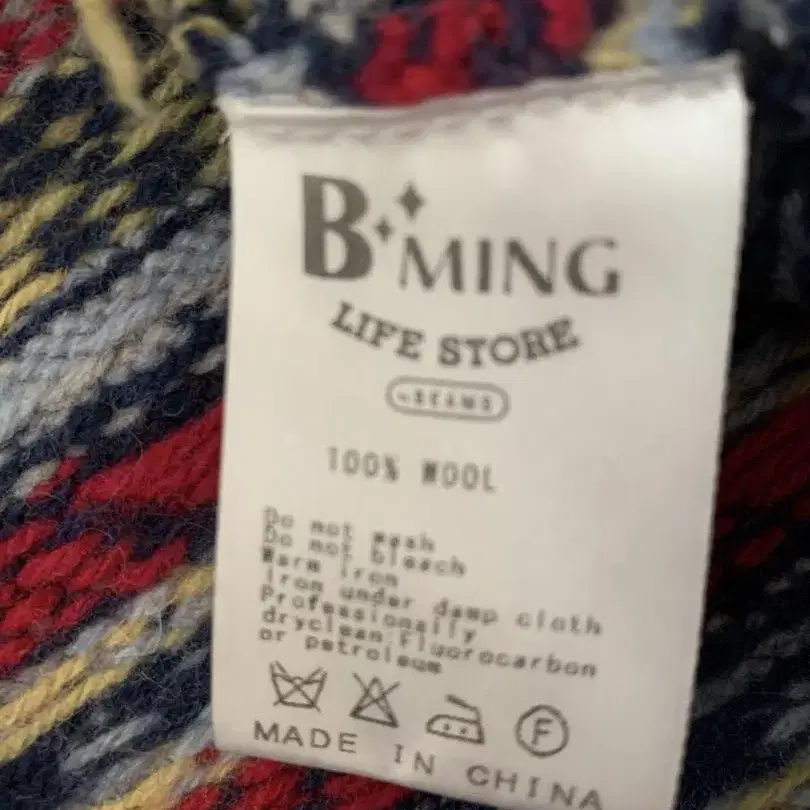 B MING
LIFE STORE
by BEAMS
100% WOOL
Do not wash
Do not bleach
Warm iron
Iron under damp cloth
Professionally
dryclean:Fluorocarbon
or petroleum
F
MADE IN CHINA